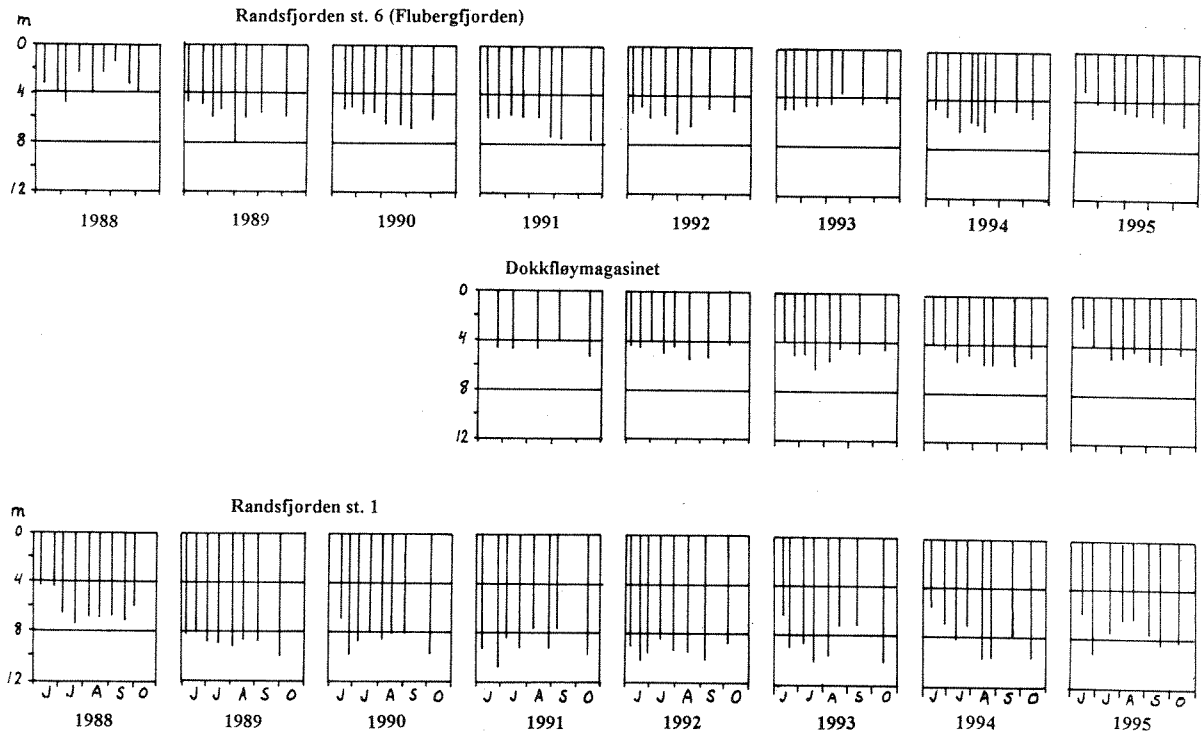 Randsfjorden st. 6 (Flubergfjorden)
m
0
4
8
12
1988 1989 1990 1991 1992 1993 1994 1995
Dokkfløymagasinet
0
4
8
12
Randsfjorden st. 1
m
0
4
8
12
J J A S O J J A S O J J A S O J J A S O J J A S O J J A S O J J A S O J J A S O
1988 1989 1990 1991 1992 1993 1994 1995